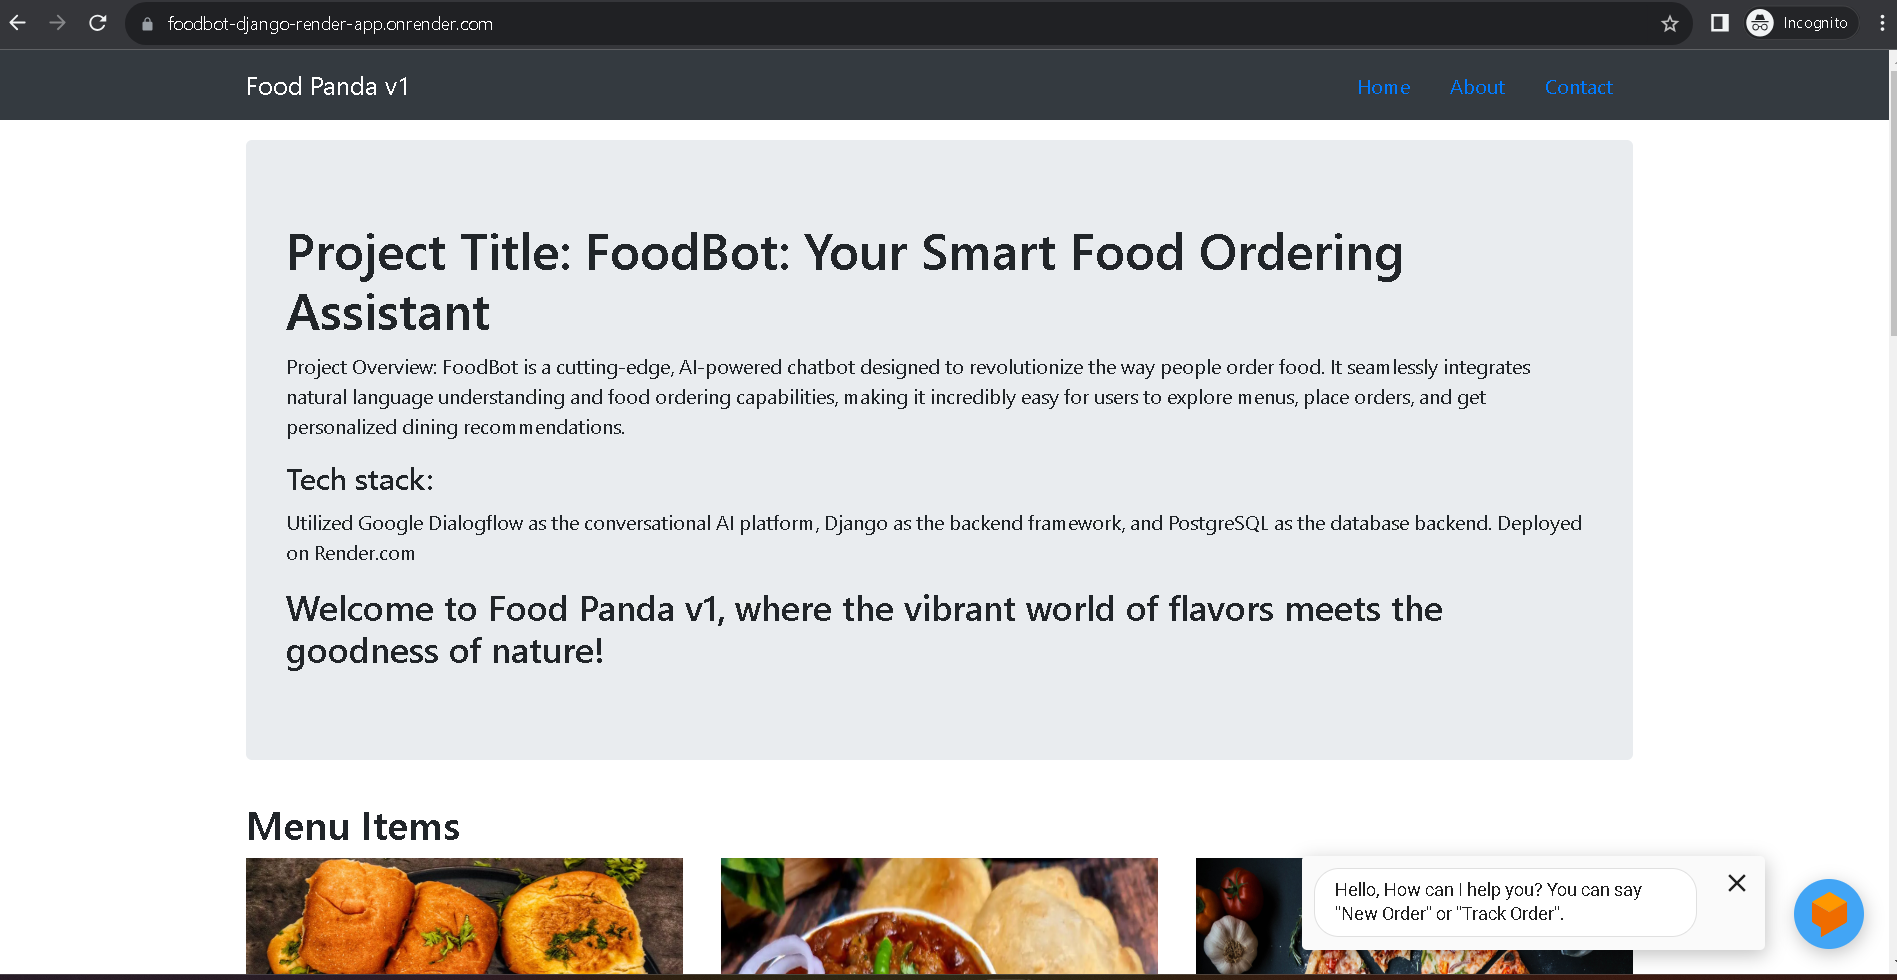 foodbot-django-render-app.onrender.com
Incognito
Food Panda v1
Home About Contact
Project Title: FoodBot: Your Smart Food Ordering
Assistant
Project Overview: FoodBot is a cutting-edge, AI-powered chatbot designed to revolutionize the way people order food. It seamlessly integrates
natural language understanding and food ordering capabilities, making it incredibly easy for users to explore menus, place orders, and get
personalized dining recommendations.
Tech stack:
Utilized Google Dialogflow as the conversational AI platform, Django as the backend framework, and PostgreSQL as the database backend. Deployed
on Render.com
Welcome to Food Panda v1, where the vibrant world of flavors meets the
goodness of nature!
Menu Items
Hello, How can I help you? You can say
"New Order" or "Track Order".